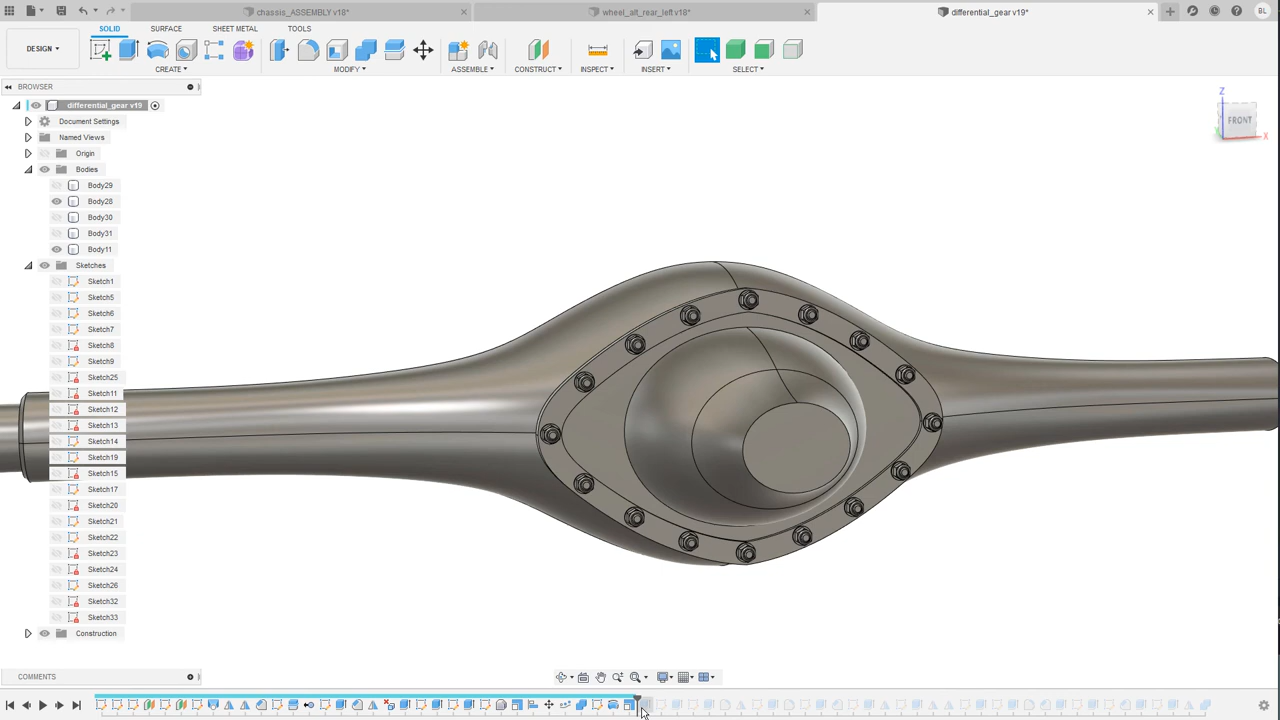 chassis_ASSEMBLY v18*
wheel_alt_rear_left v18*
differential_gear v19*
BL
DESIGN
SOLID
SURFACE
SHEET METAL
TOOLS
CREATE
MODIFY
ASSEMBLE
CONSTRUCT
INSPECT
INSERT
SELECT
BROWSER
differential_gear v19
Document Settings
Named Views
Origin
Bodies
Body29
Body28
Body30
Body31
Body11
Sketches
Sketch1
Sketch5
Sketch6
Sketch7
Sketch8
Sketch9
Sketch25
Sketch11
Sketch12
Sketch13
Sketch14
Sketch19
Sketch15
Sketch17
Sketch20
Sketch21
Sketch22
Sketch23
Sketch24
Sketch26
Sketch32
Sketch33
Construction
Z
FRONT
X
COMMENTS